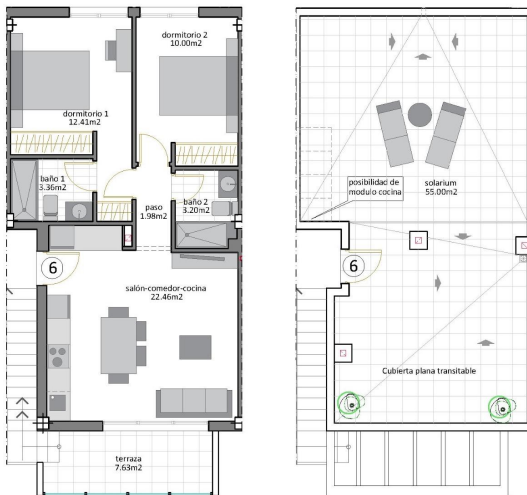 dormitorio 2
10.00m2
dormitorio 1
12.41m2
baño 1
3.36m2
paso
1.98m2
baño 2
3.20m2
6
salón-comedor-cocina
22.46m2
terraza
7.63m2
posibilidad de
modulo cocina
solarium
55.00m2
6
Cubierta plana transitable